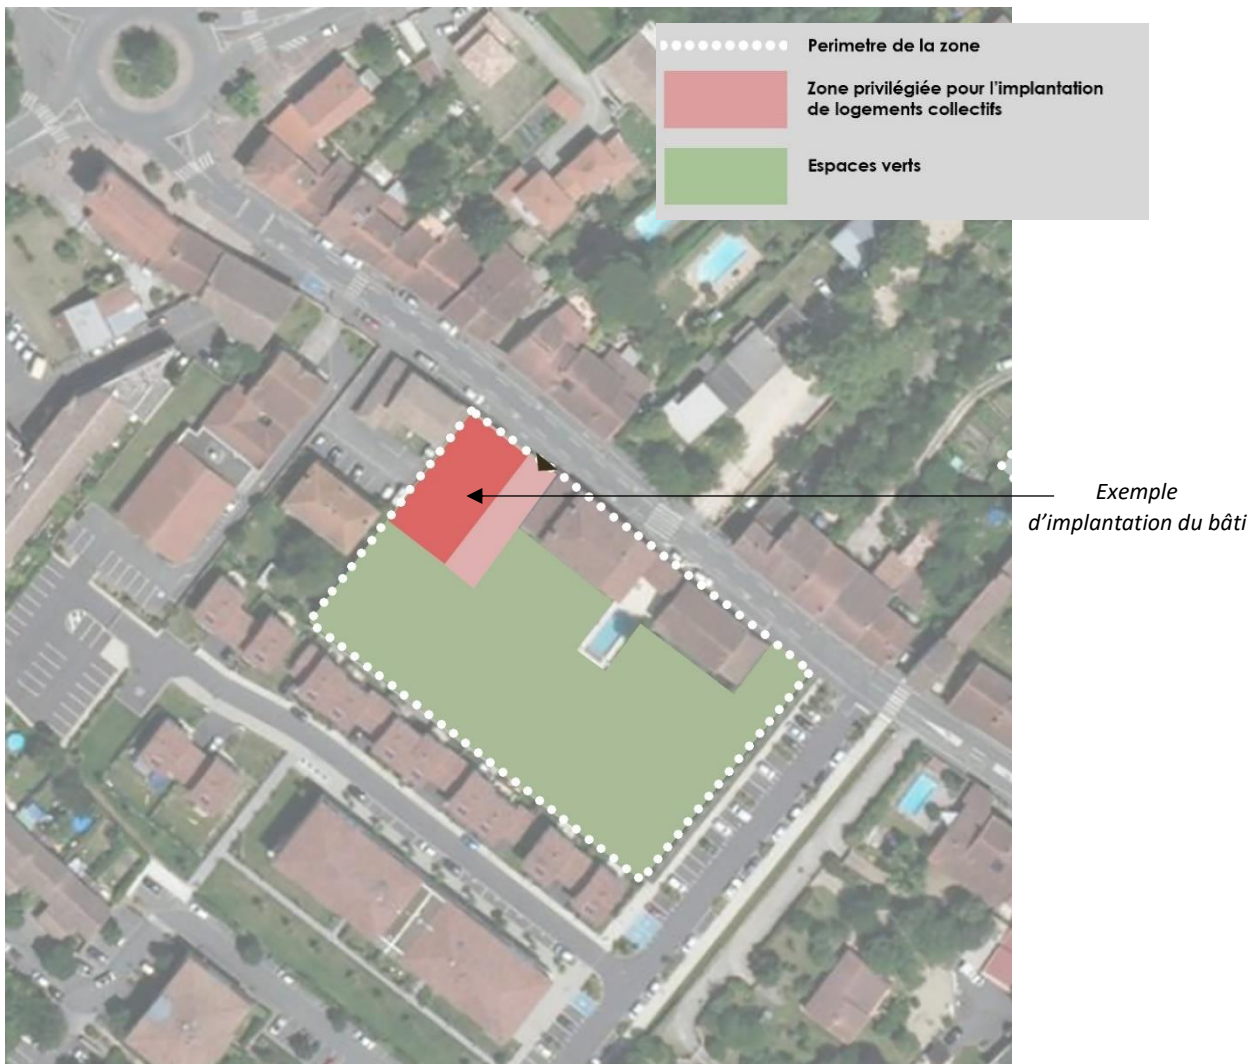 Perimetre de la zone
Zone privilégiée pour l'implantation
de logements collectifs
Espaces verts
Exemple
d'implantation du bâti